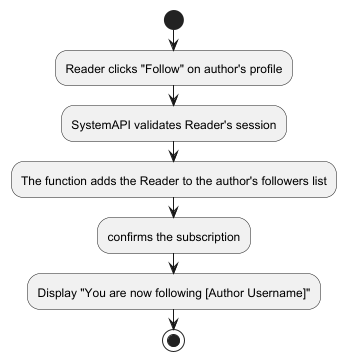 Reader clicks "Follow" on author's profile
SystemAPI validates Reader's session
The function adds the Reader to the author's followers list
confirms the subscription
Display "You are now following [Author Username]"